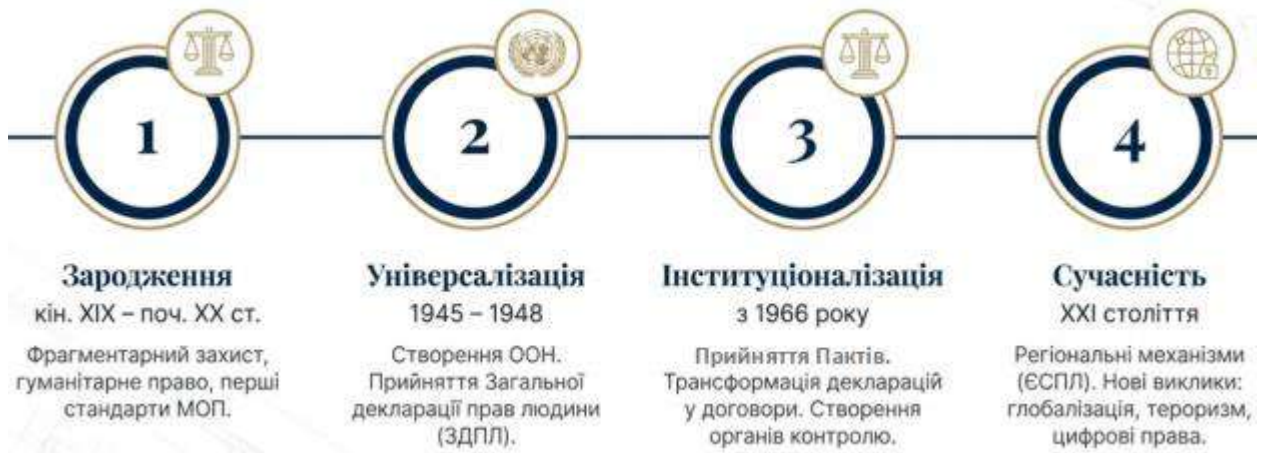 1
Зародження
кін. XIX – поч. XX ст.
Фрагментарний захист,
гуманітарне право, перші
стандарти МОП.
2
Універсалізація
1945 – 1948
Створення ООН.
Прийняття Загальної
декларації прав людини
(ЗДПЛ).
3
Інституціоналізація
з 1966 року
Прийняття Пактів.
Трансформація декларацій
у договори. Створення
органів контролю.
4
Сучасність
XXI століття
Регіональні механізми
(ЄСПЛ). Нові виклики:
глобалізація, тероризм,
цифрові права.